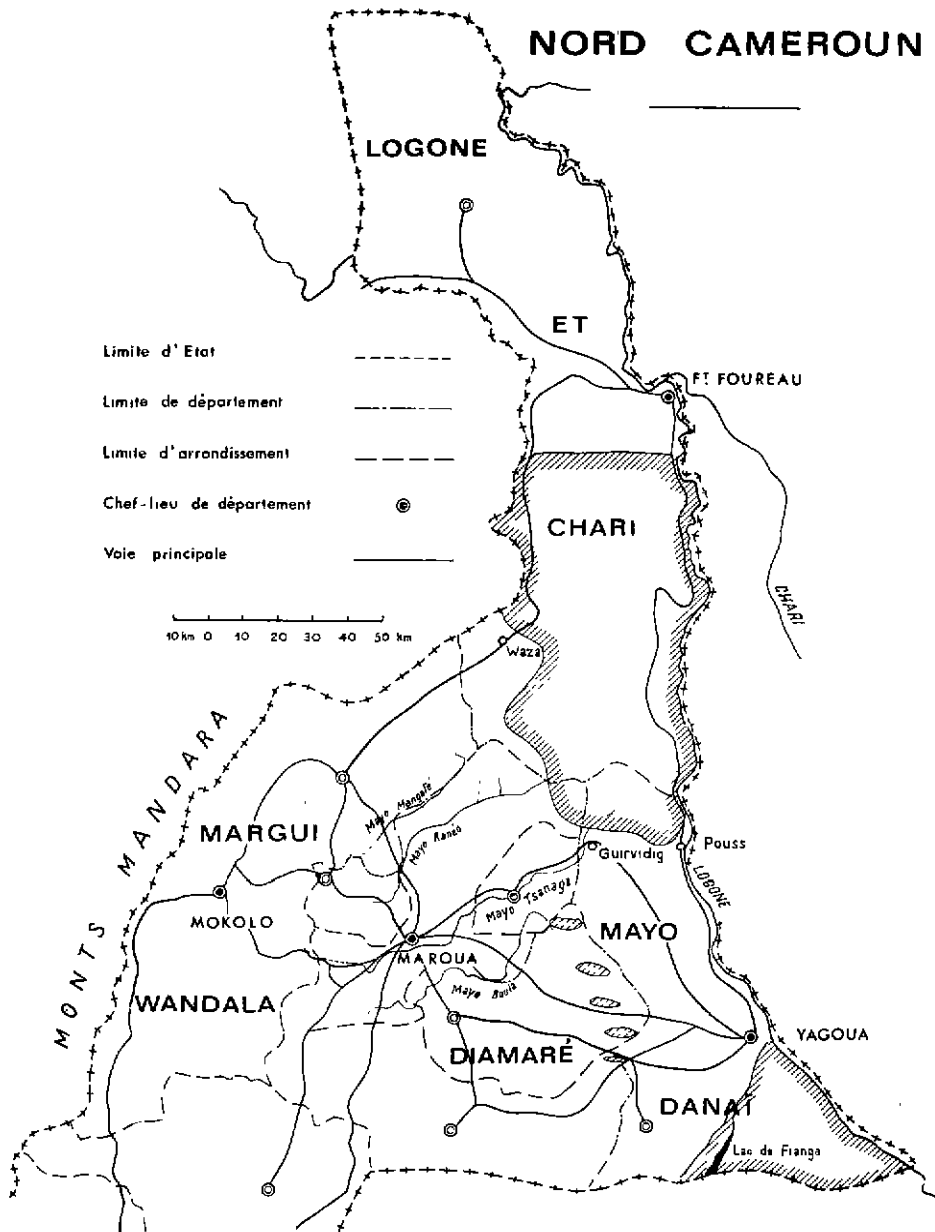 NORD CAMEROUN
LOGONE
ET
FT FOUREAU
Limite d'Etat
Limite de département
Limite d'arrondissement
Chef-lieu de département
Voie principale
CHARI
CHARI
10 km 0 10 20 30 40 50 km
Waza
MONTS MANDARA
Mayo Mangafé
MARGUI
Mayo Ranéo
Guirvidig
Pouss
LOGONE
Mayo Tsanaga
MOKOLO
MAYO
MAROUA
WANDALA
Mayo Boula
YAGOUA
DIAMARÉ
DANAI
Lac de Fianga